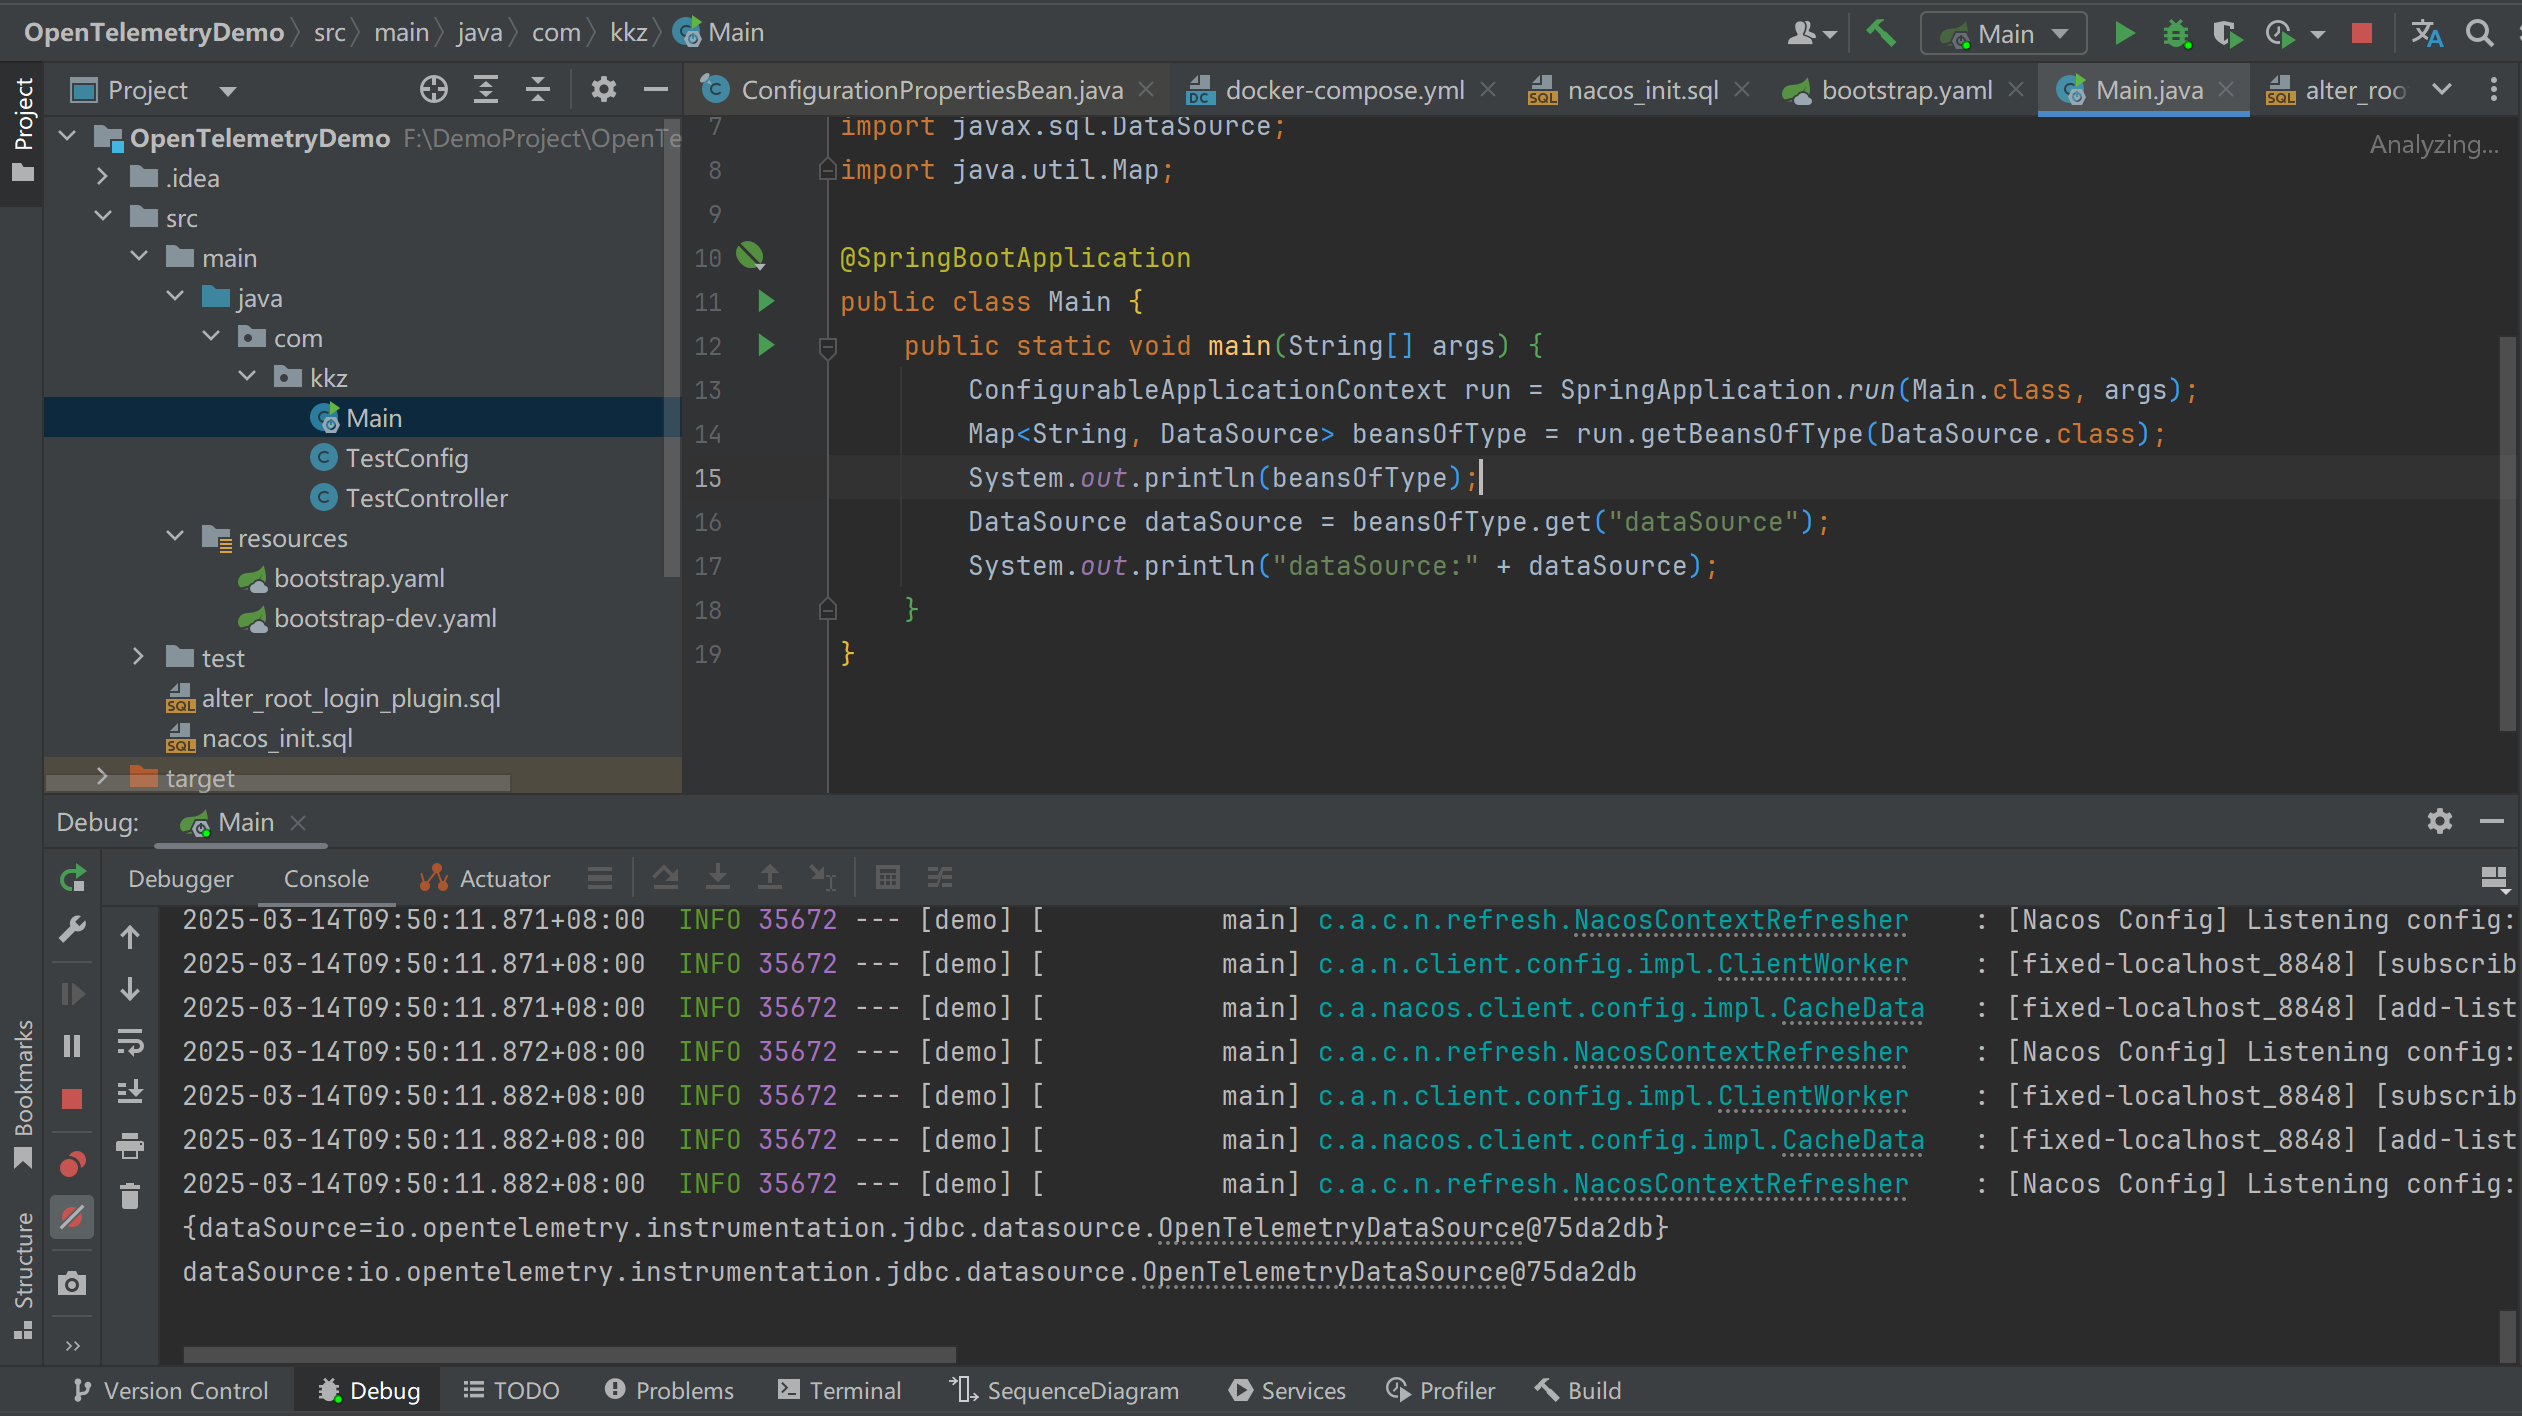 OpenTelemetryDemo src main java com kkz Main
Main
Project
Project
ConfigurationPropertiesBean.java
docker-compose.yml
nacos_init.sql
bootstrap.yaml
Main.java
alter_roo
OpenTelemetryDemo F:\DemoProject\OpenTe
.idea
src
main
java
com
kkz
Main
TestConfig
TestController
resources
bootstrap.yaml
bootstrap-dev.yaml
test
alter_root_login_plugin.sql
nacos_init.sql
target
Analyzing...
7 import javax.sql.DataSource;
8 import java.util.Map;
9
10 @SpringBootApplication
11 public class Main {
12 public static void main(String[] args) {
13 ConfigurableApplicationContext run = SpringApplication.run(Main.class, args);
14 Map<String, DataSource> beansOfType = run.getBeansOfType(DataSource.class);
15 System.out.println(beansOfType);
16 DataSource dataSource = beansOfType.get("dataSource");
17 System.out.println("dataSource:" + dataSource);
18 }
19 }
Debug: Main
Debugger Console Actuator
2025-03-14T09:50:11.871+08:00 INFO 35672 --- [demo] [ main] c.a.c.n.refresh.NacosContextRefresher : [Nacos Config] Listening config:
2025-03-14T09:50:11.871+08:00 INFO 35672 --- [demo] [ main] c.a.n.client.config.impl.ClientWorker : [fixed-localhost_8848] [subscrib
2025-03-14T09:50:11.871+08:00 INFO 35672 --- [demo] [ main] c.a.nacos.client.config.impl.CacheData : [fixed-localhost_8848] [add-list
2025-03-14T09:50:11.872+08:00 INFO 35672 --- [demo] [ main] c.a.c.n.refresh.NacosContextRefresher : [Nacos Config] Listening config:
2025-03-14T09:50:11.882+08:00 INFO 35672 --- [demo] [ main] c.a.n.client.config.impl.ClientWorker : [fixed-localhost_8848] [subscrib
2025-03-14T09:50:11.882+08:00 INFO 35672 --- [demo] [ main] c.a.nacos.client.config.impl.CacheData : [fixed-localhost_8848] [add-list
2025-03-14T09:50:11.882+08:00 INFO 35672 --- [demo] [ main] c.a.c.n.refresh.NacosContextRefresher : [Nacos Config] Listening config:
{dataSource=io.opentelemetry.instrumentation.jdbc.datasource.OpenTelemetryDataSource@75da2db}
dataSource:io.opentelemetry.instrumentation.jdbc.datasource.OpenTelemetryDataSource@75da2db
Bookmarks
Structure
Version Control Debug TODO Problems Terminal SequenceDiagram Services Profiler Build